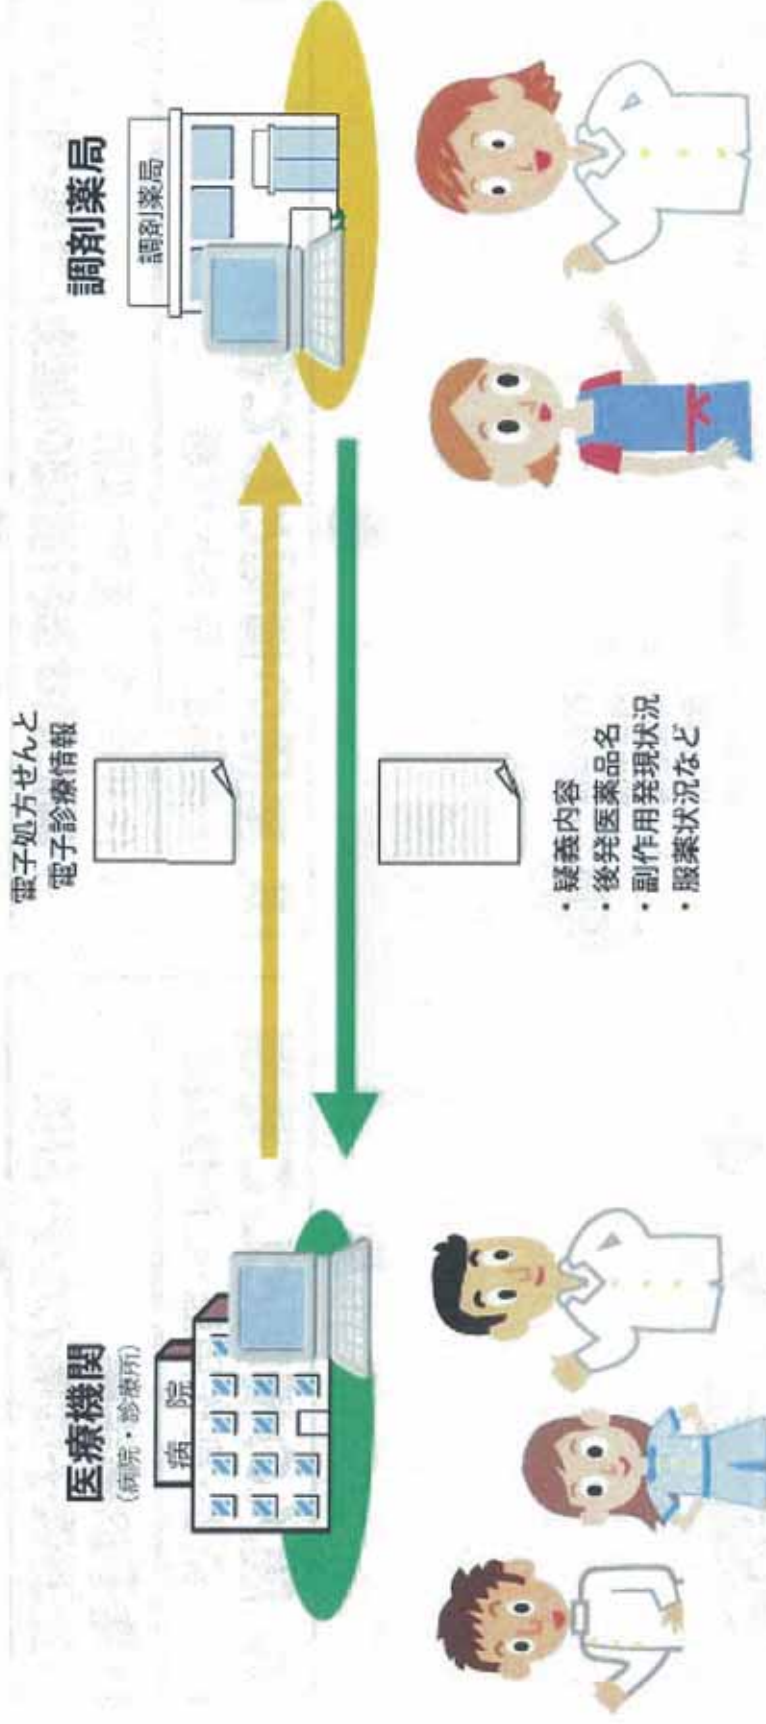 電子処方せんと
電子診療情報
医療機関
(病院・診療所)
病院
調剤薬局
調剤薬局
・疑義内容
・後発医薬品名
・副作用発現状況
・服薬状況など